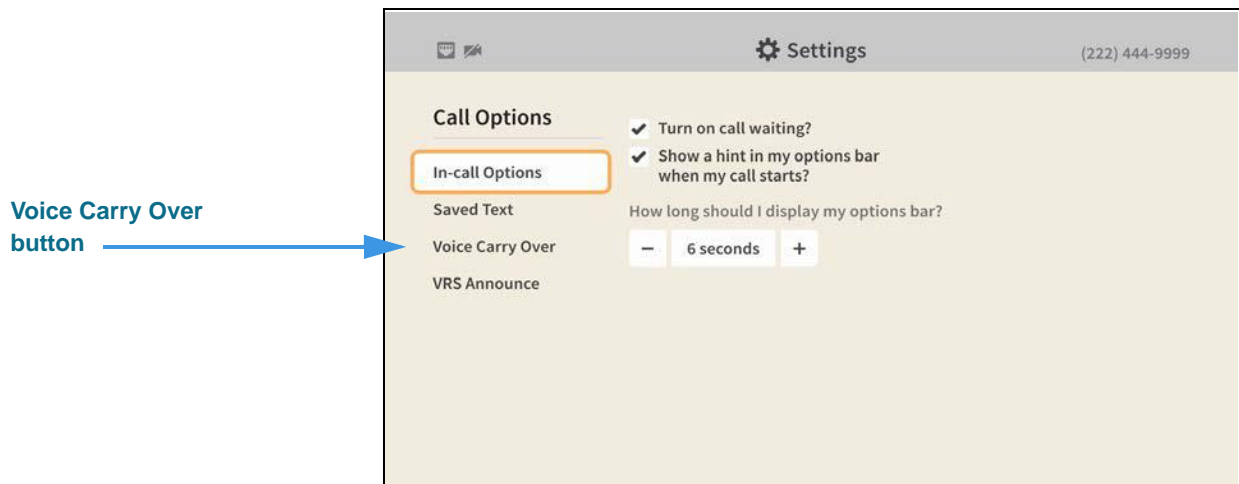 Settings
(222) 444-9999
Call Options
In-call Options
Saved Text
Voice Carry Over
VRS Announce
Turn on call waiting?
Show a hint in my options bar
when my call starts?
How long should I display my options bar?
− 6 seconds +
Voice Carry Over
button